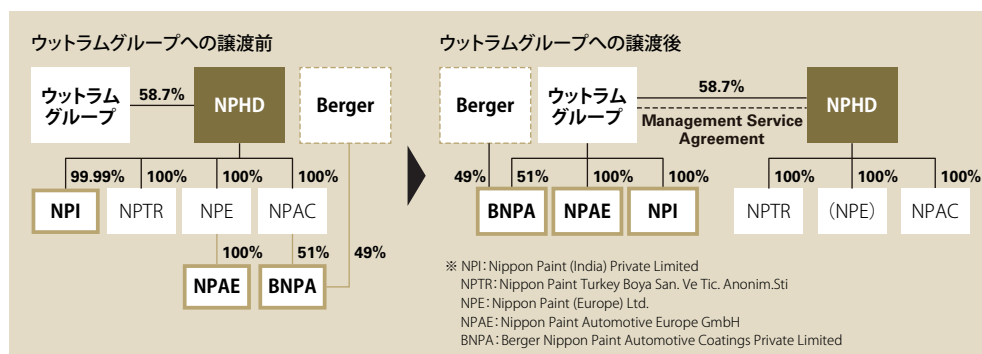 ウットラムグループへの譲渡前
ウットラム
グループ
58.7%
NPHD
Berger
99.99%
100%
100%
100%
NPI
NPTR
NPE
NPAC
100%
51%
49%
NPAE
BNPA
ウットラムグループへの譲渡後
Berger
ウットラム
グループ
58.7%
Management Service
Agreement
NPHD
49%
51%
100%
100%
100%
100%
100%
BNPA
NPAE
NPI
NPTR
(NPE)
NPAC
※ NPI：Nippon Paint (India) Private Limited
NPTR：Nippon Paint Turkey Boya San. Ve Tic. Anonim.Sti
NPE：Nippon Paint (Europe) Ltd.
NPAE：Nippon Paint Automotive Europe GmbH
BNPA：Berger Nippon Paint Automotive Coatings Private Limited